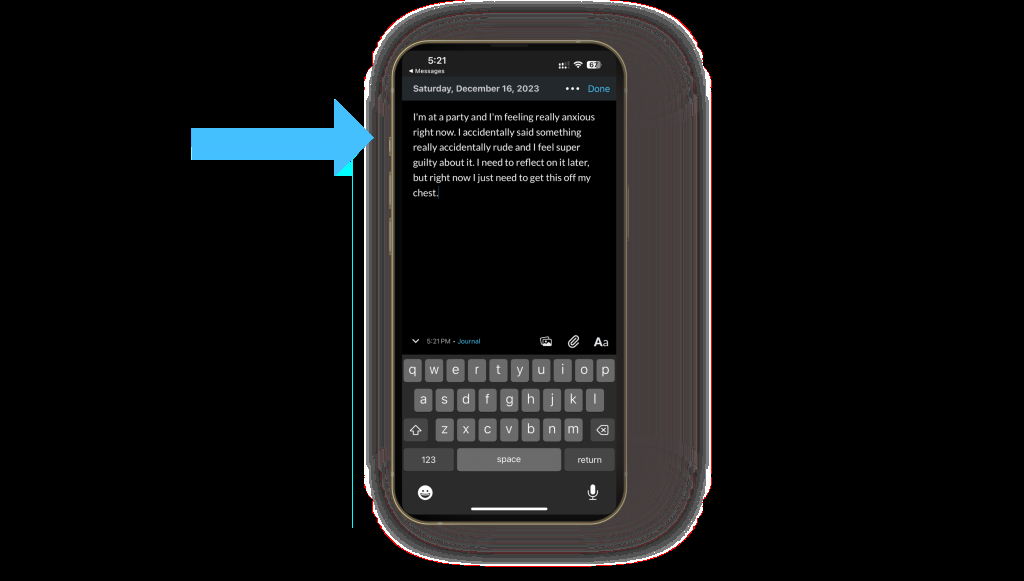 5:21
Messages
67
Saturday, December 16, 2023
Done
I'm at a party and I'm feeling really anxious
right now. I accidentally said something
really accidentally rude and I feel super
guilty about it. I need to reflect on it later,
but right now I just need to get this off my
chest.
5:21 PM • Journal
Aa
q w e r t y u i o p
a s d f g h j k l
z x c v b n m
123 space return